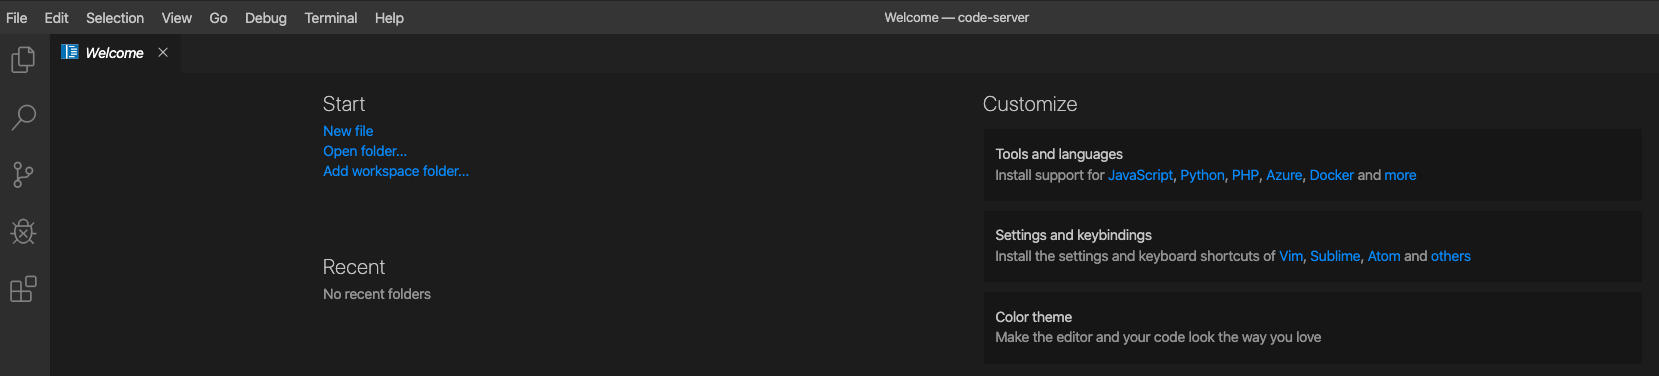 File Edit Selection View Go Debug Terminal Help
Welcome — code-server
Welcome
Start
New file
Open folder...
Add workspace folder...
Recent
No recent folders
Customize
Tools and languages
Install support for JavaScript, Python, PHP, Azure, Docker and more
Settings and keybindings
Install the settings and keyboard shortcuts of Vim, Sublime, Atom and others
Color theme
Make the editor and your code look the way you love